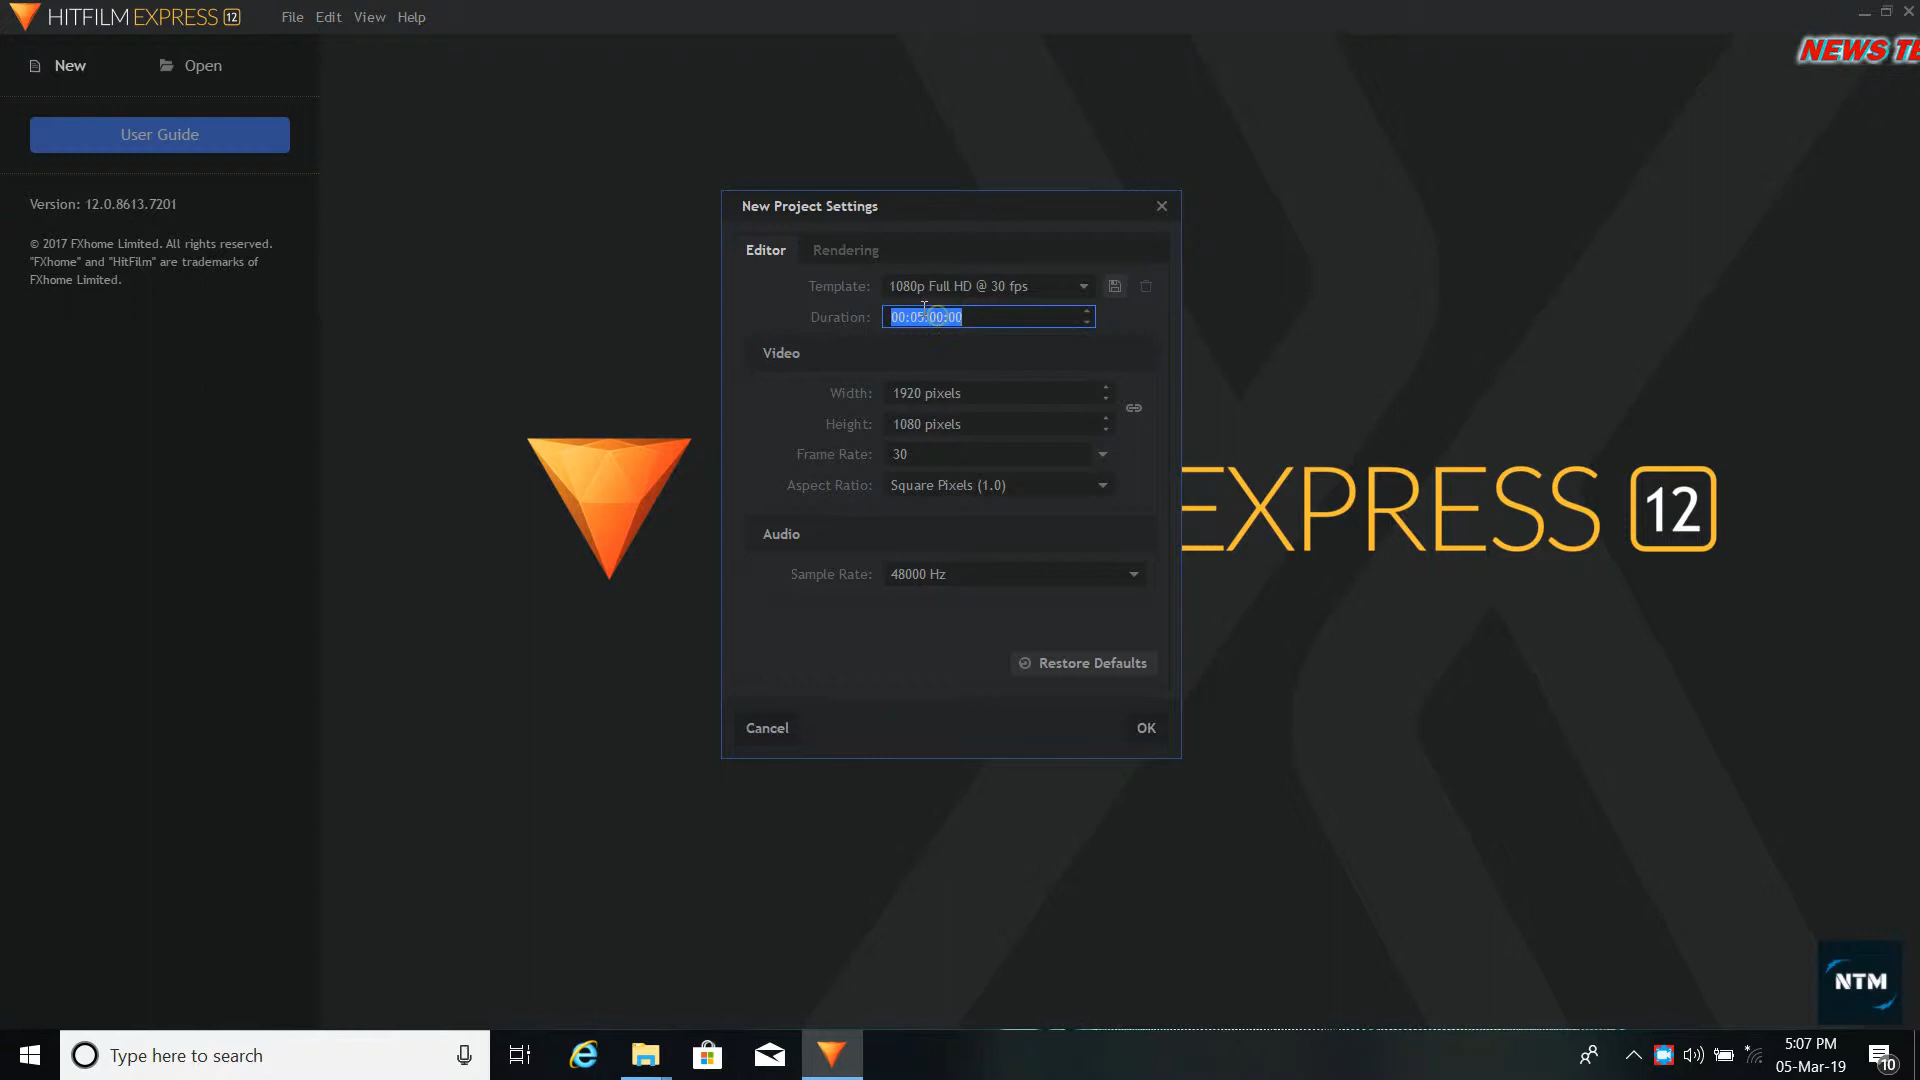 HITFILM EXPRESS 12 File Edit View Help
NEWS TE
New Open
User Guide
Version: 12.0.8613.7201
© 2017 FXhome Limited. All rights reserved.
"FXhome" and "HitFilm" are trademarks of
FXhome Limited.
New Project Settings
Editor Rendering
Template: 1080p Full HD @ 30 fps
Duration: 00:05:00:00
Video
Width: 1920 pixels
Height: 1080 pixels
Frame Rate: 30
Aspect Ratio: Square Pixels (1.0)
Audio
Sample Rate: 48000 Hz
Restore Defaults
Cancel OK
EXPRESS 12
NTM
Type here to search
5:07 PM
05-Mar-19
10